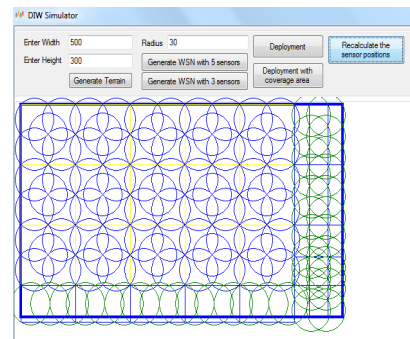 DIW Simulator
Enter Width 500
Radius 30
Enter Height 300
Generate Terrain
Generate WSN with 5 sensors
Generate WSN with 3 sensors
Deployment
Deployment with
coverage area
Recalculate the
sensor positions